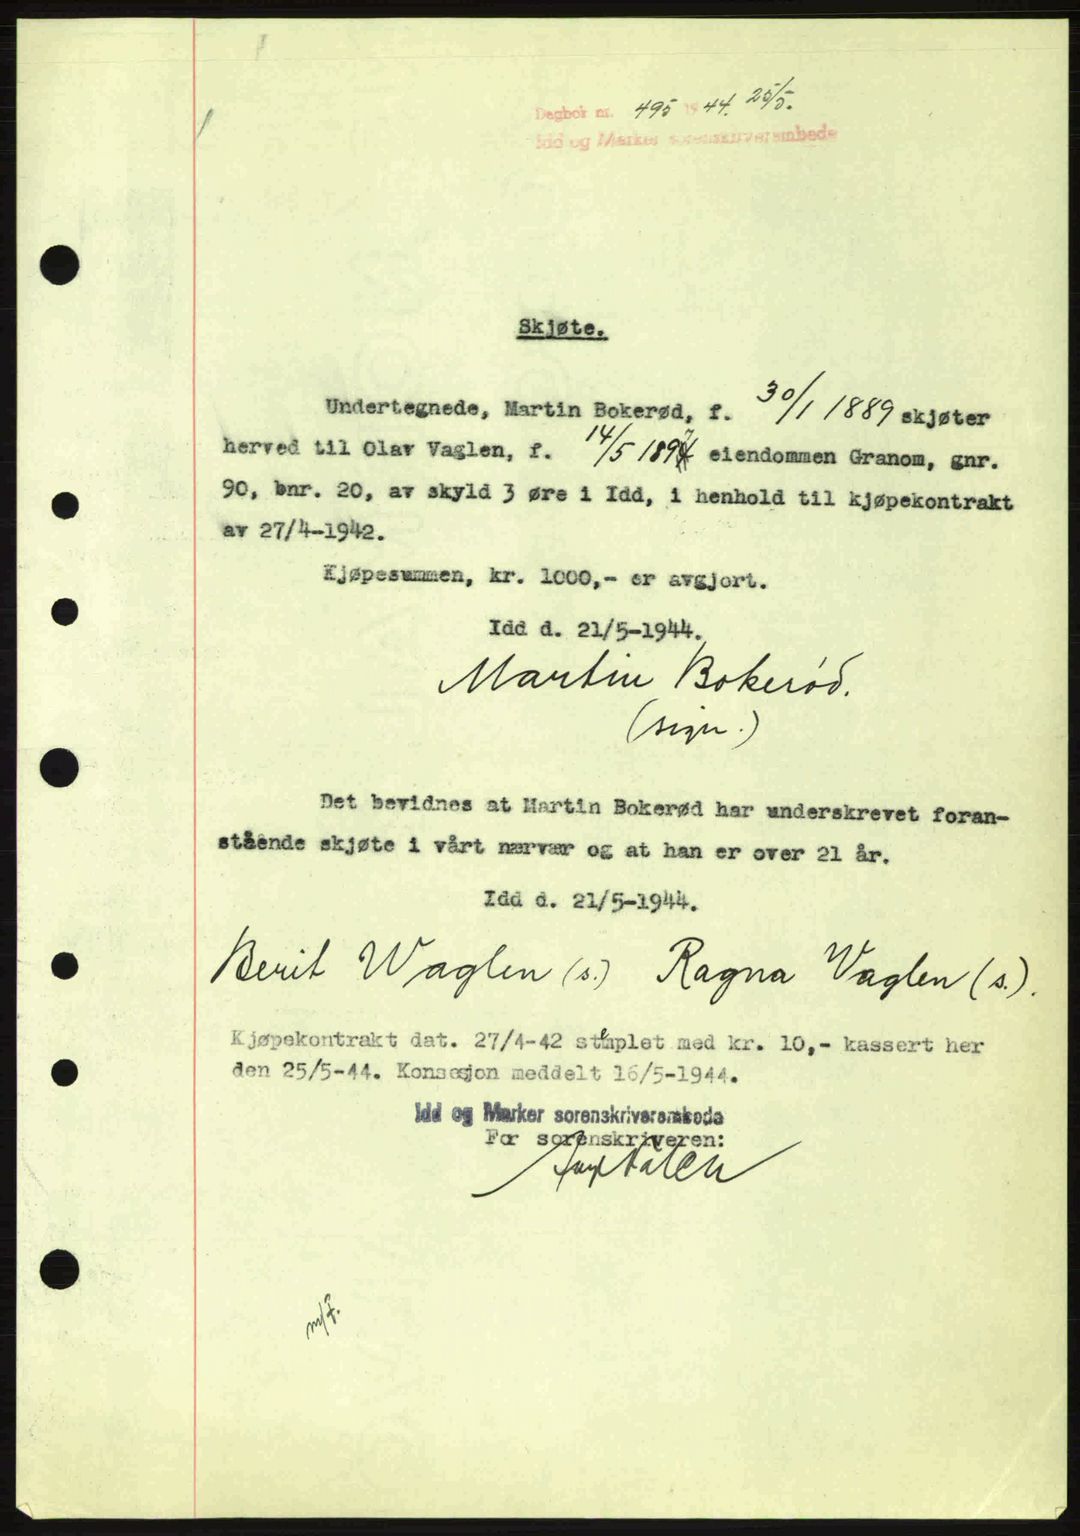 Dagbok nr. 495 1944. 25/5.
Idd og Marker sorenskriverembede
Skjøte.
Undertegnede, Martin Bokerød, f. 30/1 1889 skjøter
herved til Olav Vaglen, f. 14/5 1897 eiendommen Granom, gnr.
90, bnr. 20, av skyld 3 øre i Idd, i henhold til kjøpekontrakt
av 27/4-1942.
Kjøpesummen, kr. 1000,- er avgjort.
Idd d. 21/5-1944.
Martin Bokerød.
(sign.)
Det bevidnes at Martin Bokerød har underskrevet foran-
stående skjøte i vårt nærvær og at han er over 21 år.
Idd d. 21/5-1944.
Berit Waglen (s.) Ragna Vaglen (s.).
Kjøpekontrakt dat. 27/4-42 stemplet med kr. 10,- kassert her
den 25/5-44. Konsesjon meddelt 16/5-1944.
Idd og Marker sorenskriverembede
For sorenskriveren: